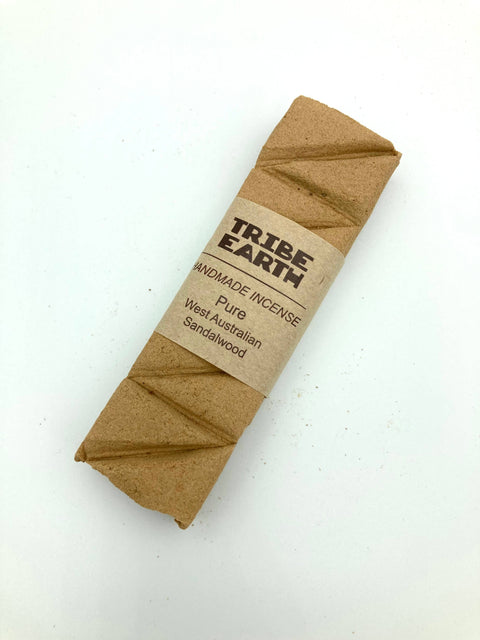 TRIBE
EARTH
HANDMADE INCENSE
Pure
West Australian
Sandalwood